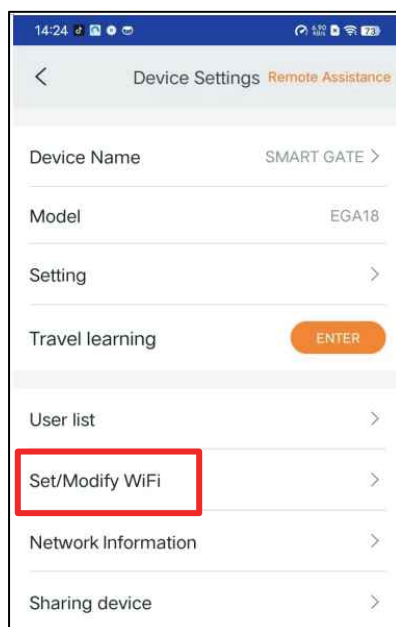 14:24
73
Device Settings Remote Assistance
Device Name SMART GATE
Model EGA18
Setting
Travel learning ENTER
User list
Set/Modify WiFi
Network Information
Sharing device